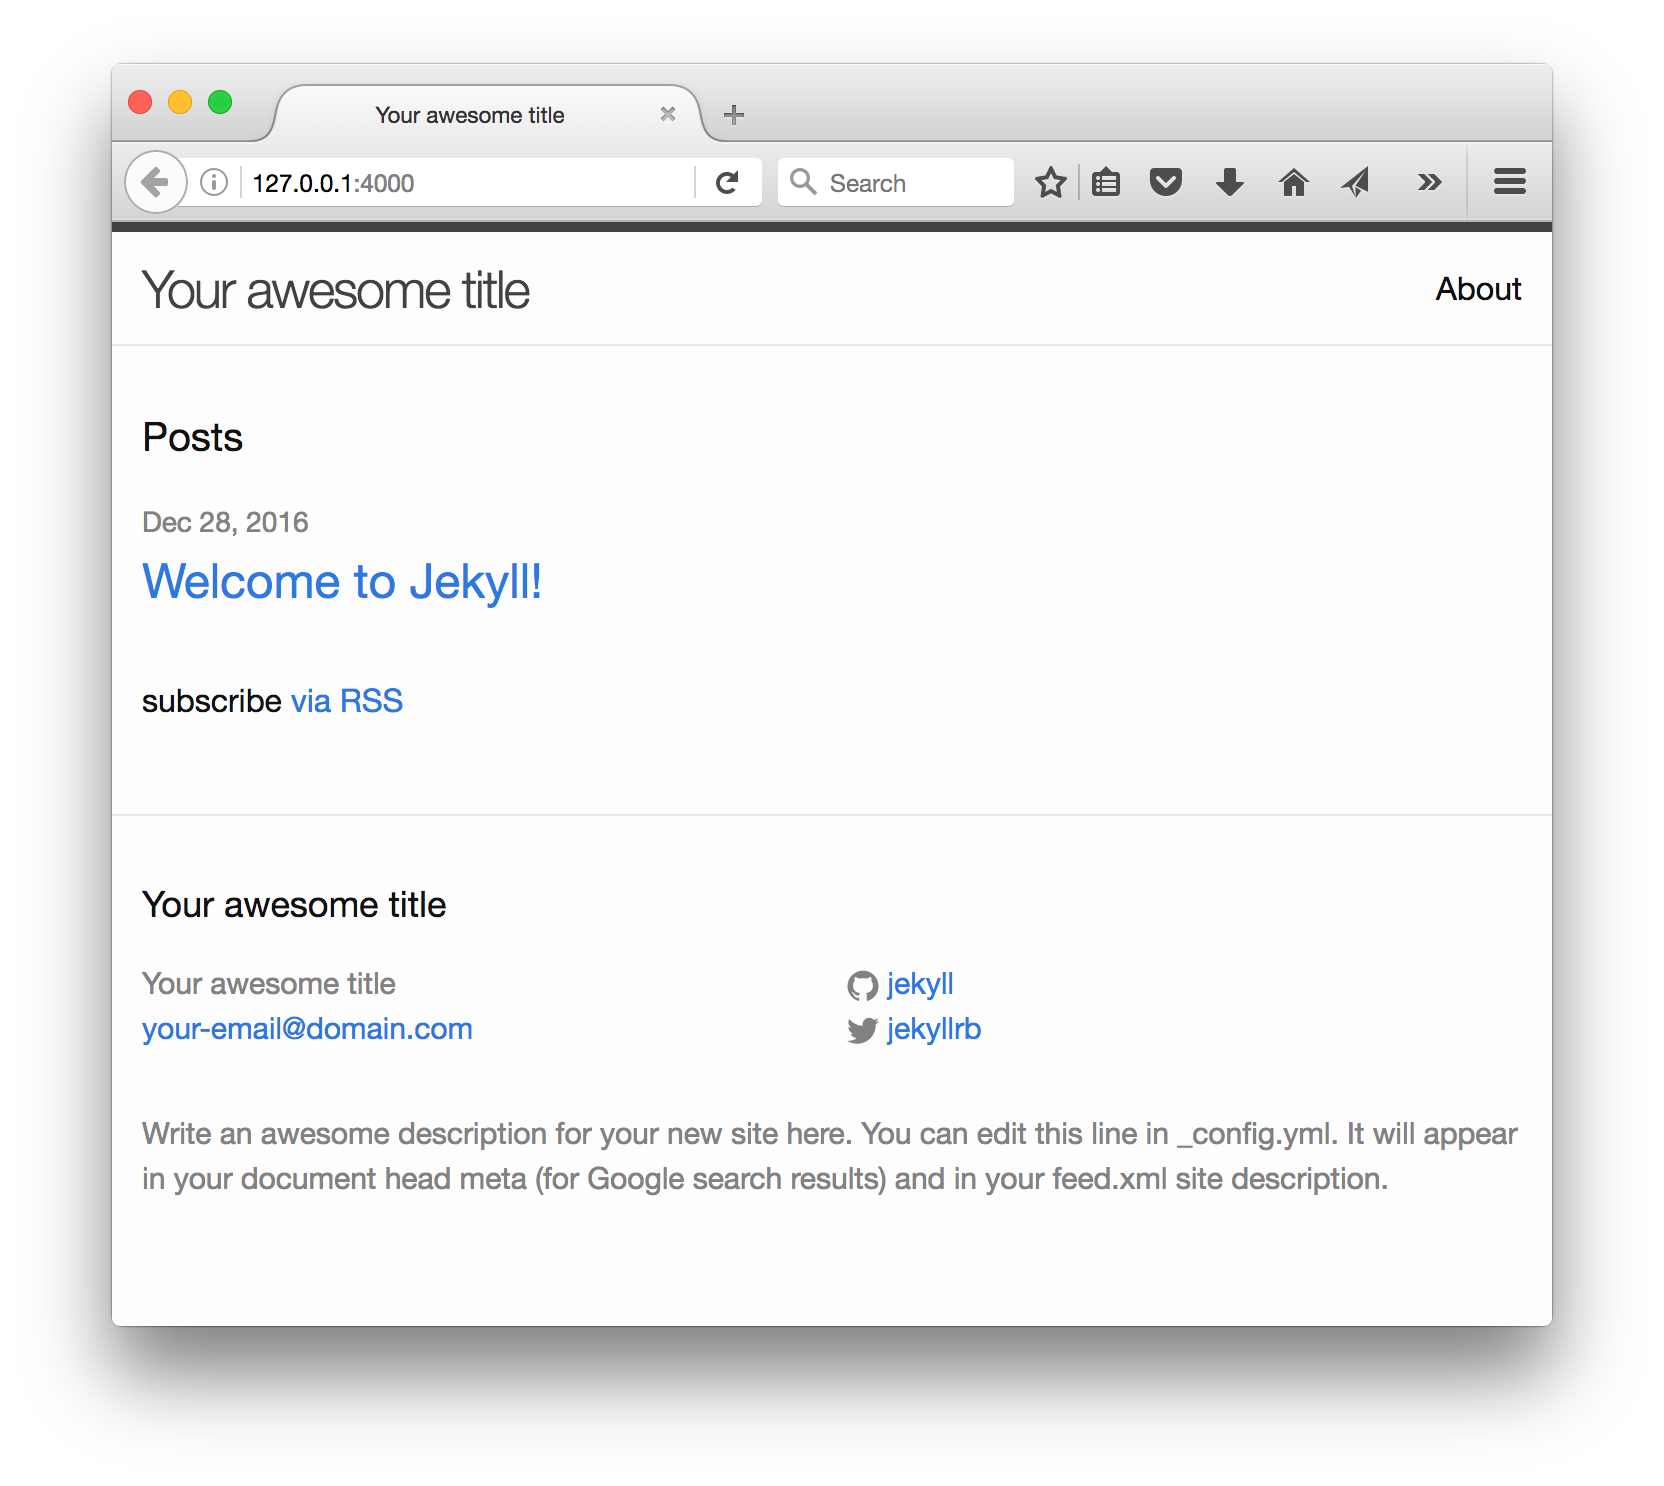 Your awesome title
127.0.0.1:4000
Search
Your awesome title
About
Posts
Dec 28, 2016
Welcome to Jekyll!
subscribe via RSS
Your awesome title
Your awesome title
your-email@domain.com
jekyll
jekyllrb
Write an awesome description for your new site here. You can edit this line in _config.yml. It will appear
in your document head meta (for Google search results) and in your feed.xml site description.